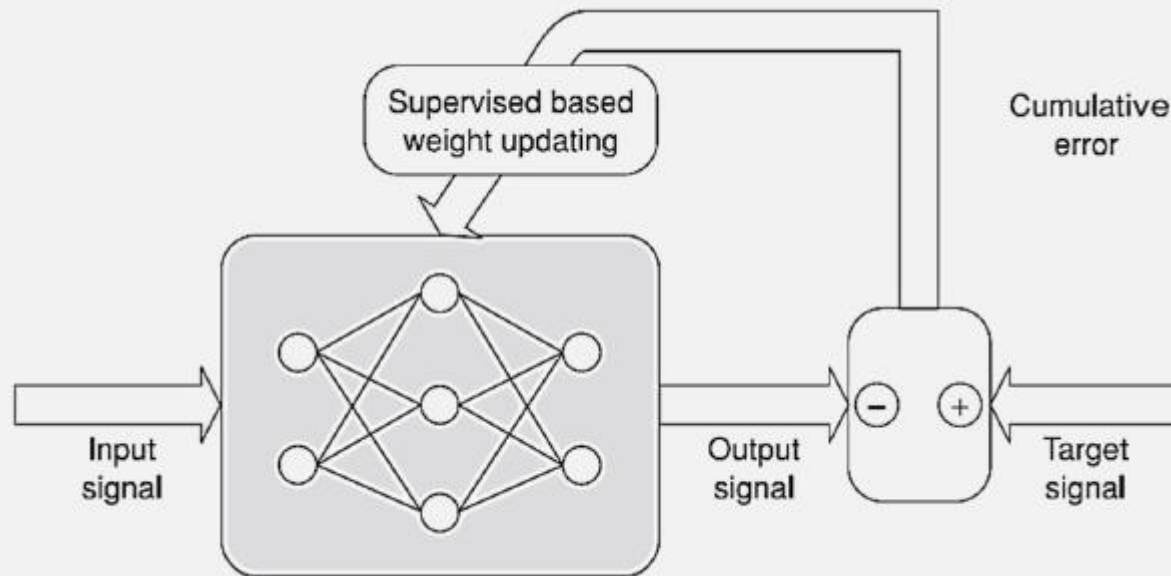 Supervised based
weight updating
Cumulative
error
Input
signal
Output
signal
−
+
Target
signal